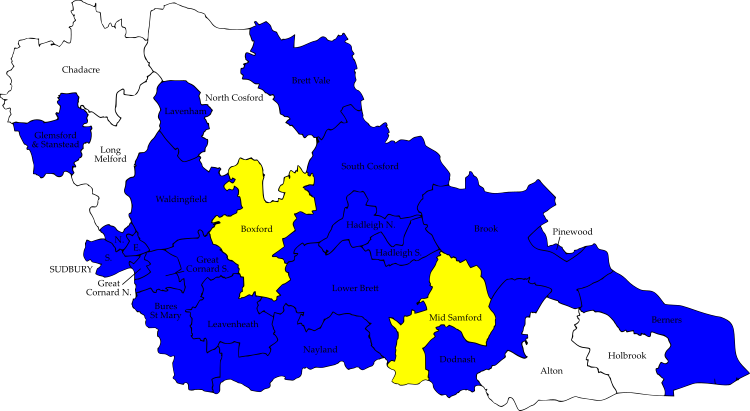 Chadacre
North Cosford
Brett Vale
Lavenham
Glemsford
& Stanstead
Long
Melford
South Cosford
Waldingfield
Boxford
Hadleigh N.
Brook
Pinewood
N.
E.
S.
Hadleigh S.
SUDBURY
Great
Cornard S.
Great
Cornard N.
Lower Brett
Bures
St Mary
Leavenheath
Mid Samford
Berners
Nayland
Dodnash
Alton
Holbrook